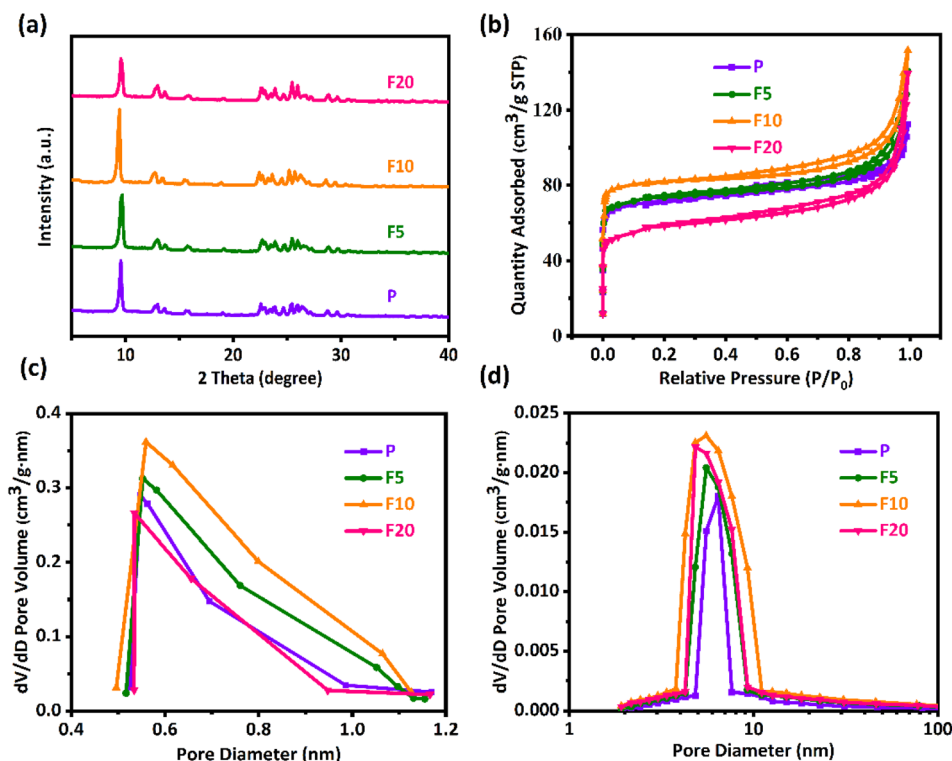 (a)
F20
F10
F5
P
Intensity (a.u.)
10 20 30 40
2 Theta (degree)
(b)
160
120
80
40
0
P
F5
F10
F20
Quantity Adsorbed (cm³/g STP)
0.0 0.2 0.4 0.6 0.8 1.0
Relative Pressure (P/P₀)
(c)
0.4
0.3
0.2
0.1
0.0
P
F5
F10
F20
dV/dD Pore Volume (cm³/g·nm)
0.4 0.6 0.8 1.0 1.2
Pore Diameter (nm)
(d)
0.025
0.020
0.015
0.010
0.005
0.000
P
F5
F10
F20
dV/dD Pore Volume (cm³/g·nm)
1 10 100
Pore Diameter (nm)